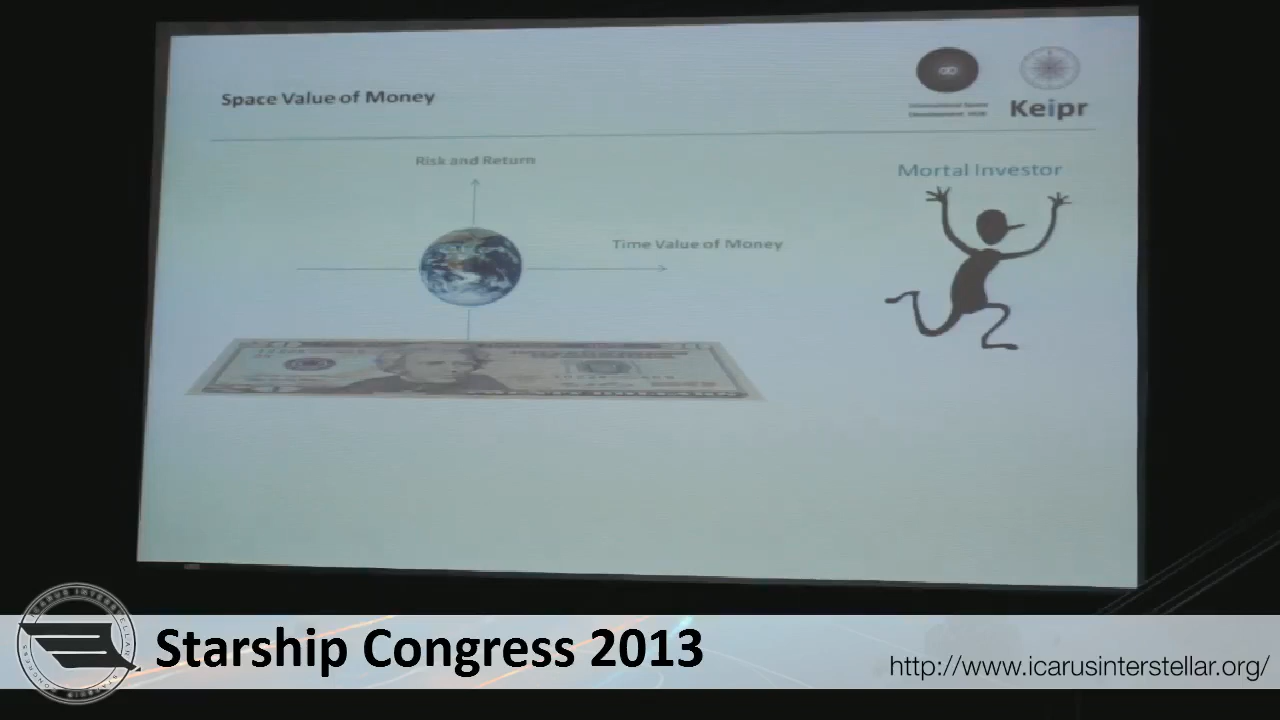 Space Value of Money
Keipr
Risk and Return
Mortal Investor
Time Value of Money
Starship Congress 2013
http://www.icarusinterstellar.org/